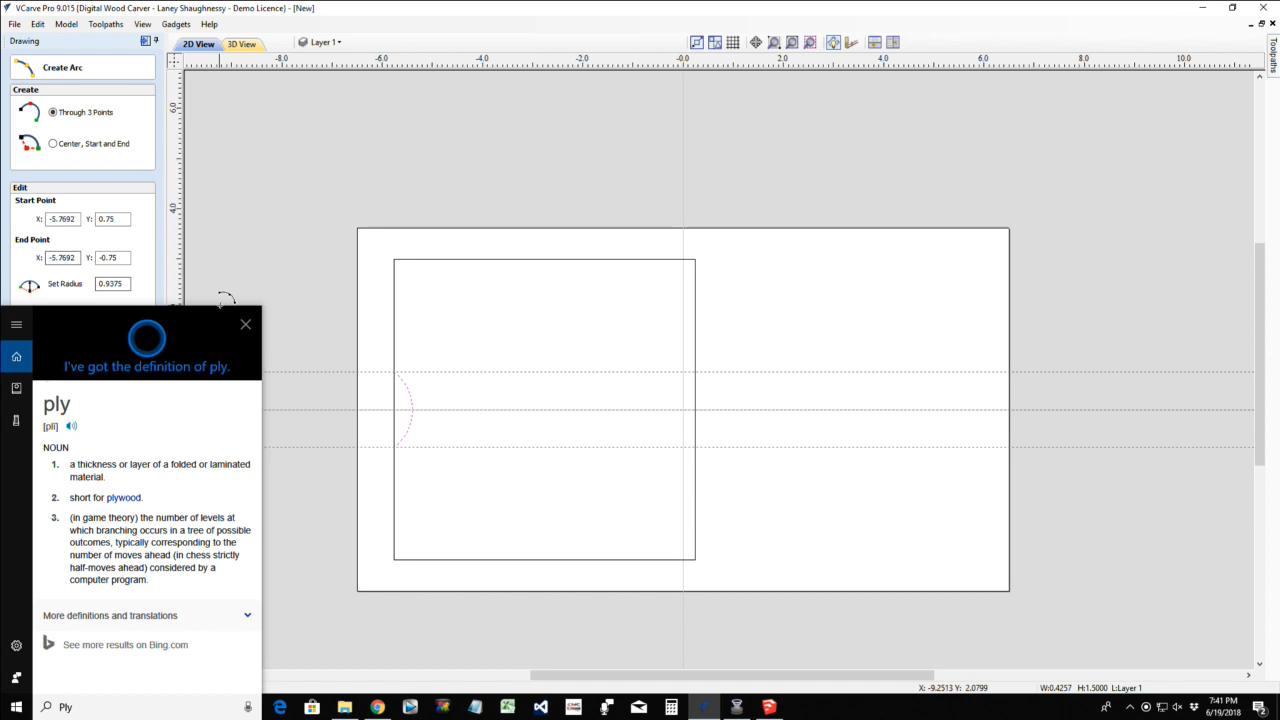 VCarve Pro 9.015 {Digital Wood Carver - Laney Shaughnessy - Demo Licence} - [New]
File Edit Model Toolpaths View Gadgets Help
Drawing
2D View 3D View Layer 1
Toolpaths
-8.0 -6.0 -4.0 -2.0 -0.0 2.0 4.0 6.0 8.0 10.0
6.0
4.0
Create Arc
Create
Through 3 Points
Center, Start and End
Edit
Start Point
X: -5.7692 Y: 0.75
End Point
X: -5.7692 Y: -0.75
Set Radius 0.9375
I've got the definition of ply.
ply
[plī]
NOUN
1. a thickness or layer of a folded or laminated
material.
2. short for plywood.
3. (in game theory) the number of levels at
which branching occurs in a tree of possible
outcomes, typically corresponding to the
number of moves ahead (in chess strictly
half-moves ahead) considered by a
computer program.
More definitions and translations
See more results on Bing.com
X: -9.2513 Y: 2.0799 W:0.4257 H:1.5000 L:Layer 1
Ply
7:41 PM
6/19/2018
2